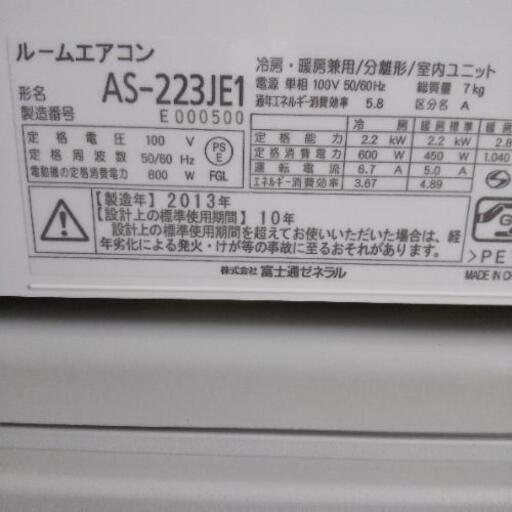 ルームエアコン
冷房・暖房兼用/分離形/室内ユニット
形名 AS-223JE1
電源 単相 100V 50/60Hz 総質量 7kg
製造番号 E 000500
通年エネルギー消費効率 5.8 区分名 A
定格電圧 100 V
定格周波数 50/60 Hz
電動機の定格消費電力 800 W
PS
E
FGL
冷房 暖房標準 暖房
定格能力 2.2 kW 2.2 kW 2.8
定格消費電力 600 W 450 W 1,040
運転電流 6.7 A 5.0 A
エネルギー消費効率 3.67 4.89
【製造年】2013年
【設計上の標準使用期間】10年
設計上の標準使用期間を超えてお使いいただいた場合は、経
年劣化による発火・けが等の事故に至るおそれがあります。
株式会社 富士通ゼネラル
G
>PE
MADE IN C